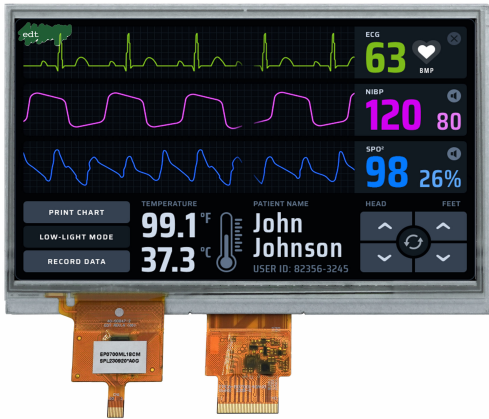 edt
ECG
63
BMP
NIBP
120 80
SPO²
98 26%
PRINT CHART
LOW-LIGHT MODE
RECORD DATA
TEMPERATURE
99.1 °F
37.3 °C
PATIENT NAME
John
Johnson
USER ID: 82356-3245
HEAD FEET